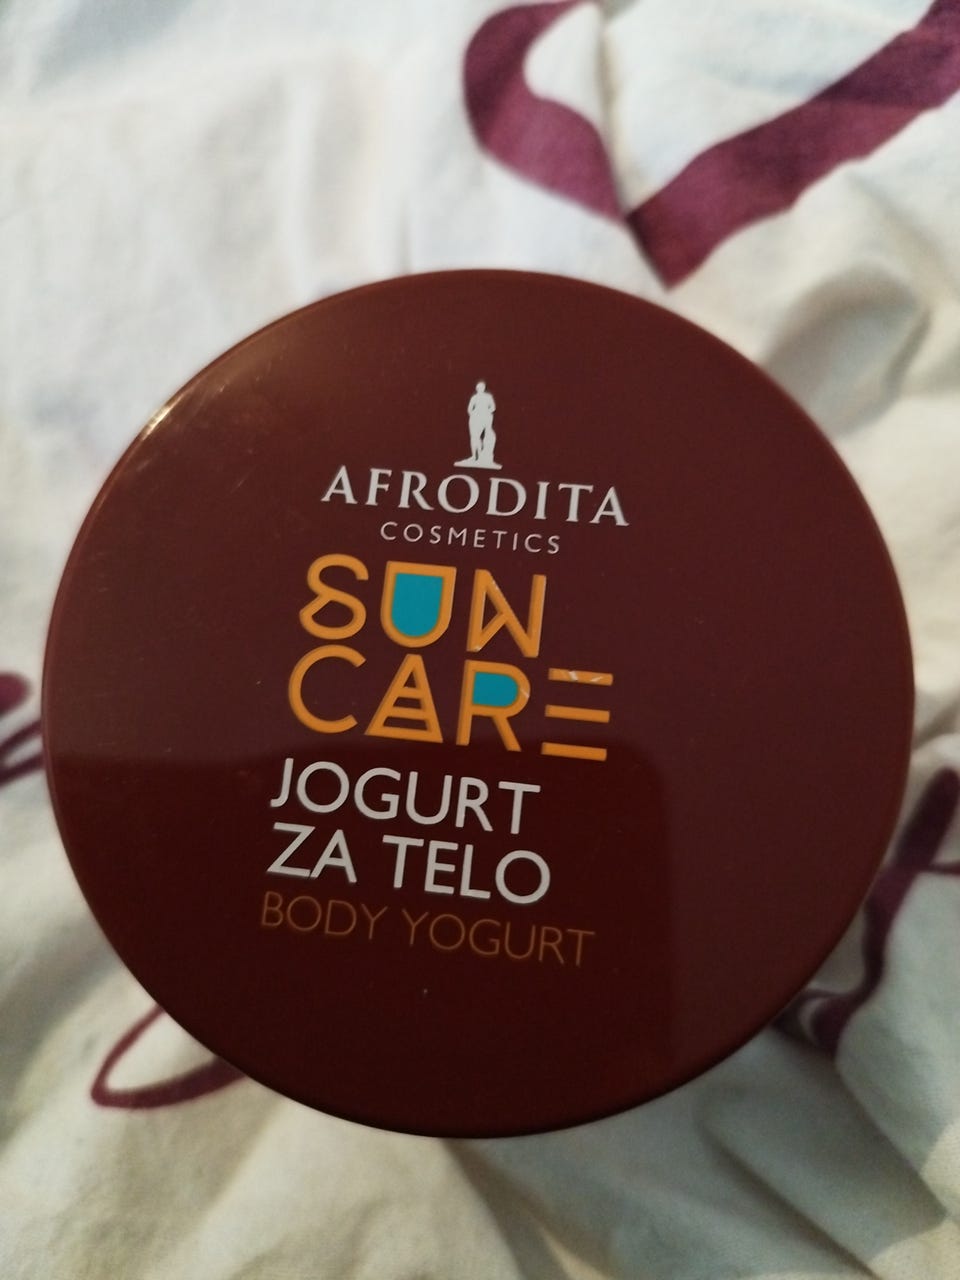 AFRODITA
COSMETICS
SUN
CARE
JOGURT
ZA TELO
BODY YOGURT